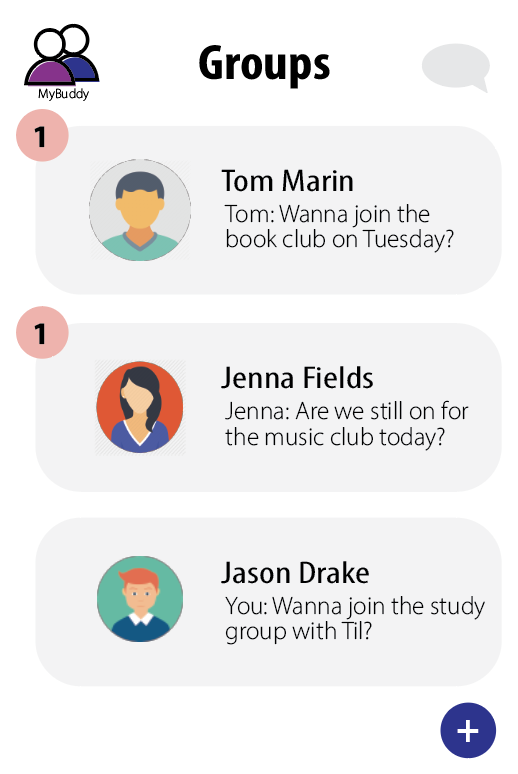 Groups
MyBuddy
1
Tom Marin
Tom: Wanna join the
book club on Tuesday?
1
Jenna Fields
Jenna: Are we still on for
the music club today?
Jason Drake
You: Wanna join the study
group with Til?
+